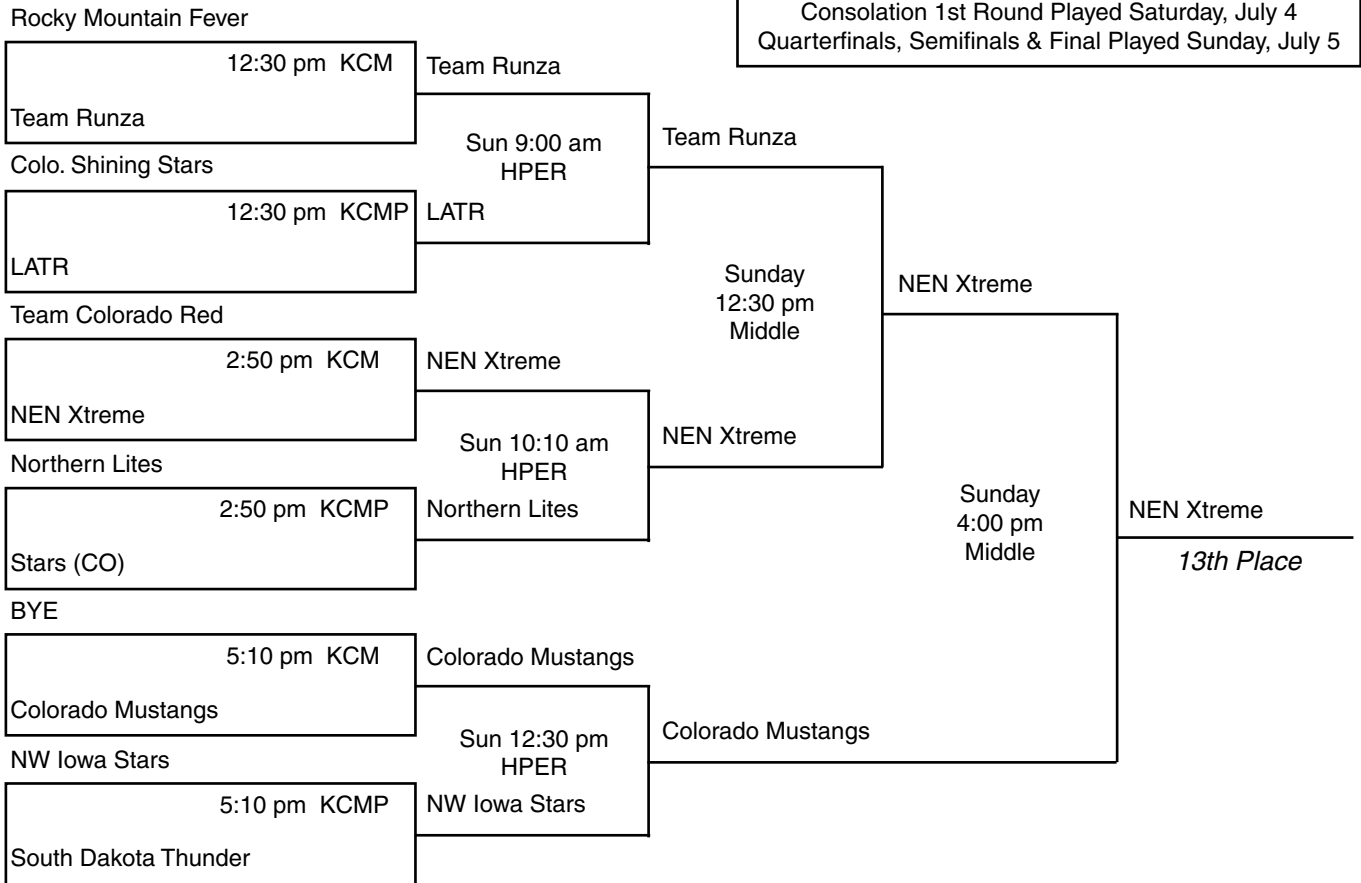 Consolation 1st Round Played Saturday, July 4
Quarterfinals, Semifinals & Final Played Sunday, July 5
Rocky Mountain Fever
12:30 pm KCM
Team Runza
Colo. Shining Stars
12:30 pm KCMP
LATR
Team Colorado Red
2:50 pm KCM
NEN Xtreme
Northern Lites
2:50 pm KCMP
Stars (CO)
BYE
5:10 pm KCM
Colorado Mustangs
NW Iowa Stars
5:10 pm KCMP
South Dakota Thunder
Team Runza
Sun 9:00 am
HPER
LATR
NEN Xtreme
Sun 10:10 am
HPER
Northern Lites
Colorado Mustangs
Sun 12:30 pm
HPER
NW Iowa Stars
Team Runza
Sunday
12:30 pm
Middle
NEN Xtreme
Colorado Mustangs
NEN Xtreme
Sunday
4:00 pm
Middle
NEN Xtreme
13th Place